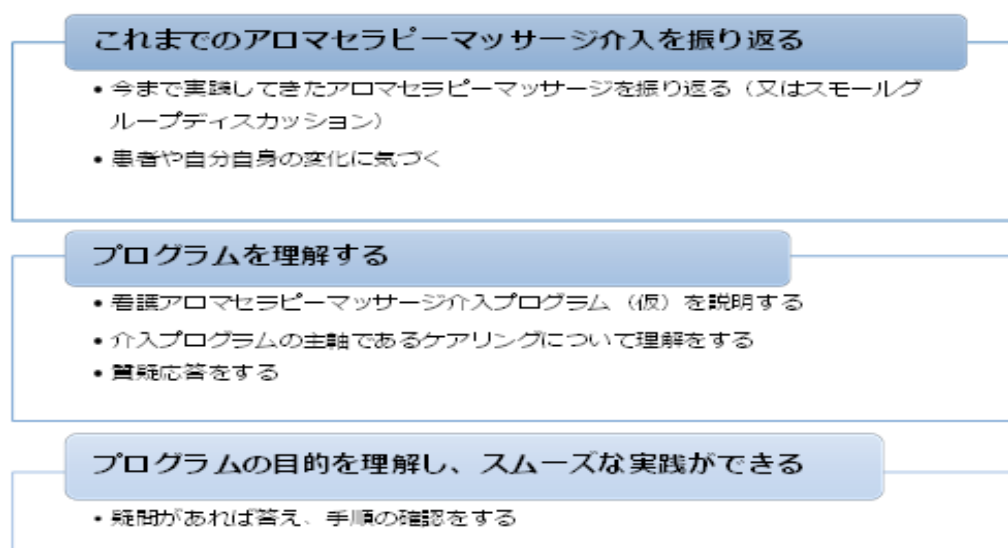 これまでのアロマセラピーマッサージ介入を振り返る
• 今まで実践してきたアロマセラピーマッサージを振り返る（又はスモールグ
ループディスカッション）
• 患者や自分自身の変化に気づく
プログラムを理解する
• 看護アロマセラピーマッサージ介入プログラム（仮）を説明する
• 介入プログラムの主軸であるケアリングについて理解をする
• 質疑応答をする
プログラムの目的を理解し、スムーズな実践ができる
• 疑問があれば答え、手順の確認をする